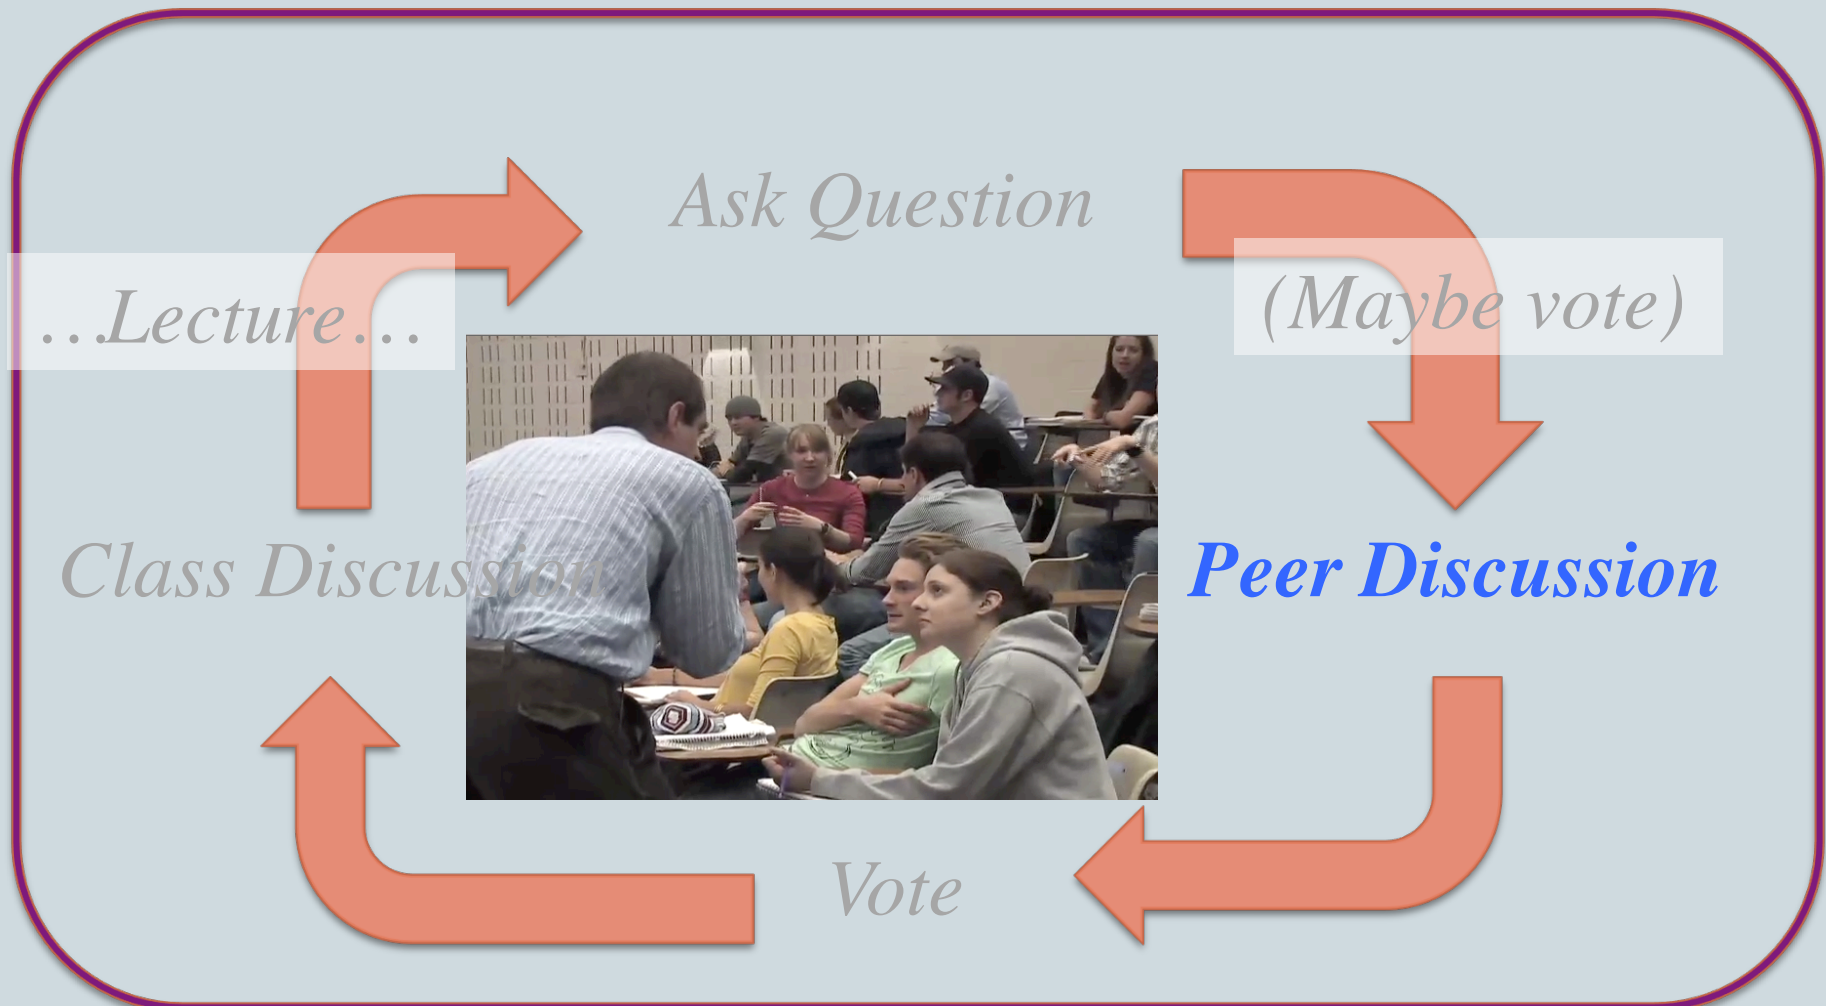 Ask Question
(Maybe vote)
…Lecture…
Peer Discussion
Class Discussion
Vote